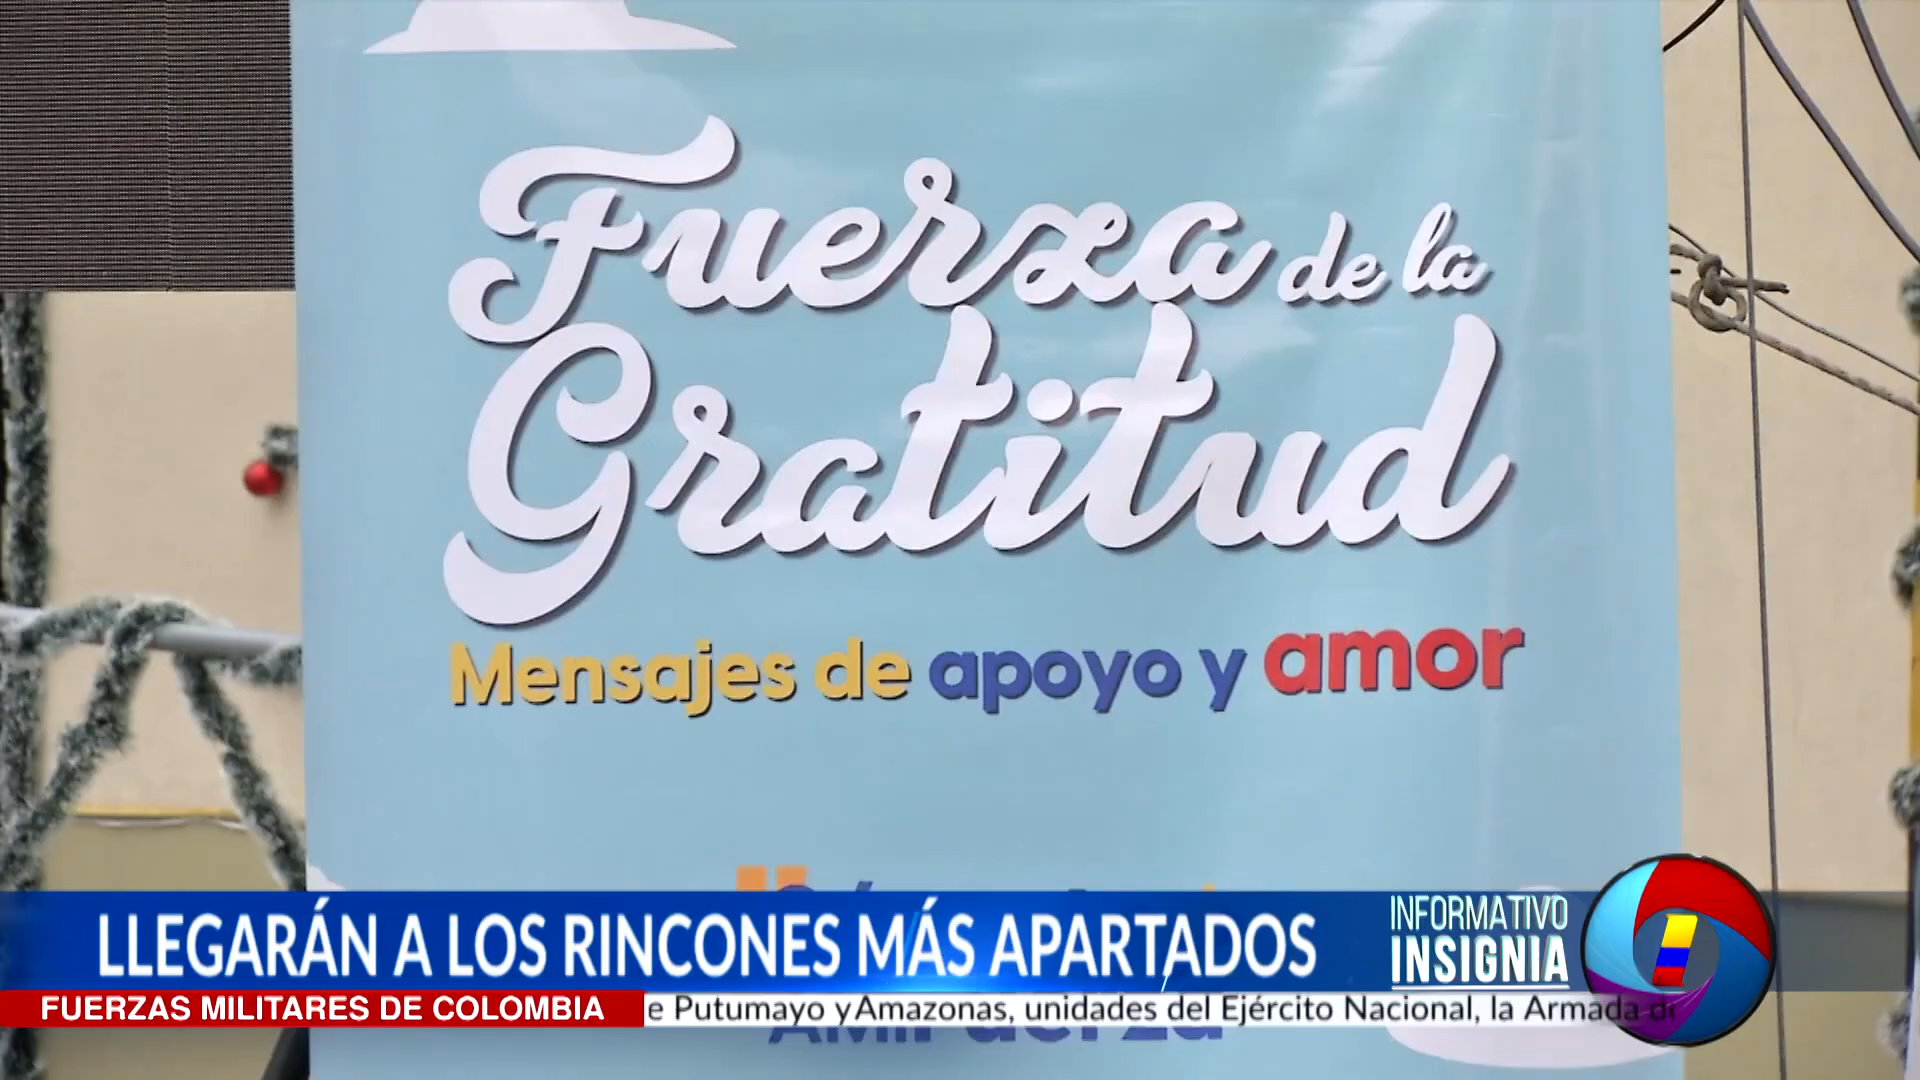 Fuerza de la
Gratitud
Mensajes de apoyo y amor
LLEGARÁN A LOS RINCONES MÁS APARTADOS
INFORMATIVO
INSIGNIA
FUERZAS MILITARES DE COLOMBIA
e Putumayo y Amazonas, unidades del Ejército Nacional, la Armada d